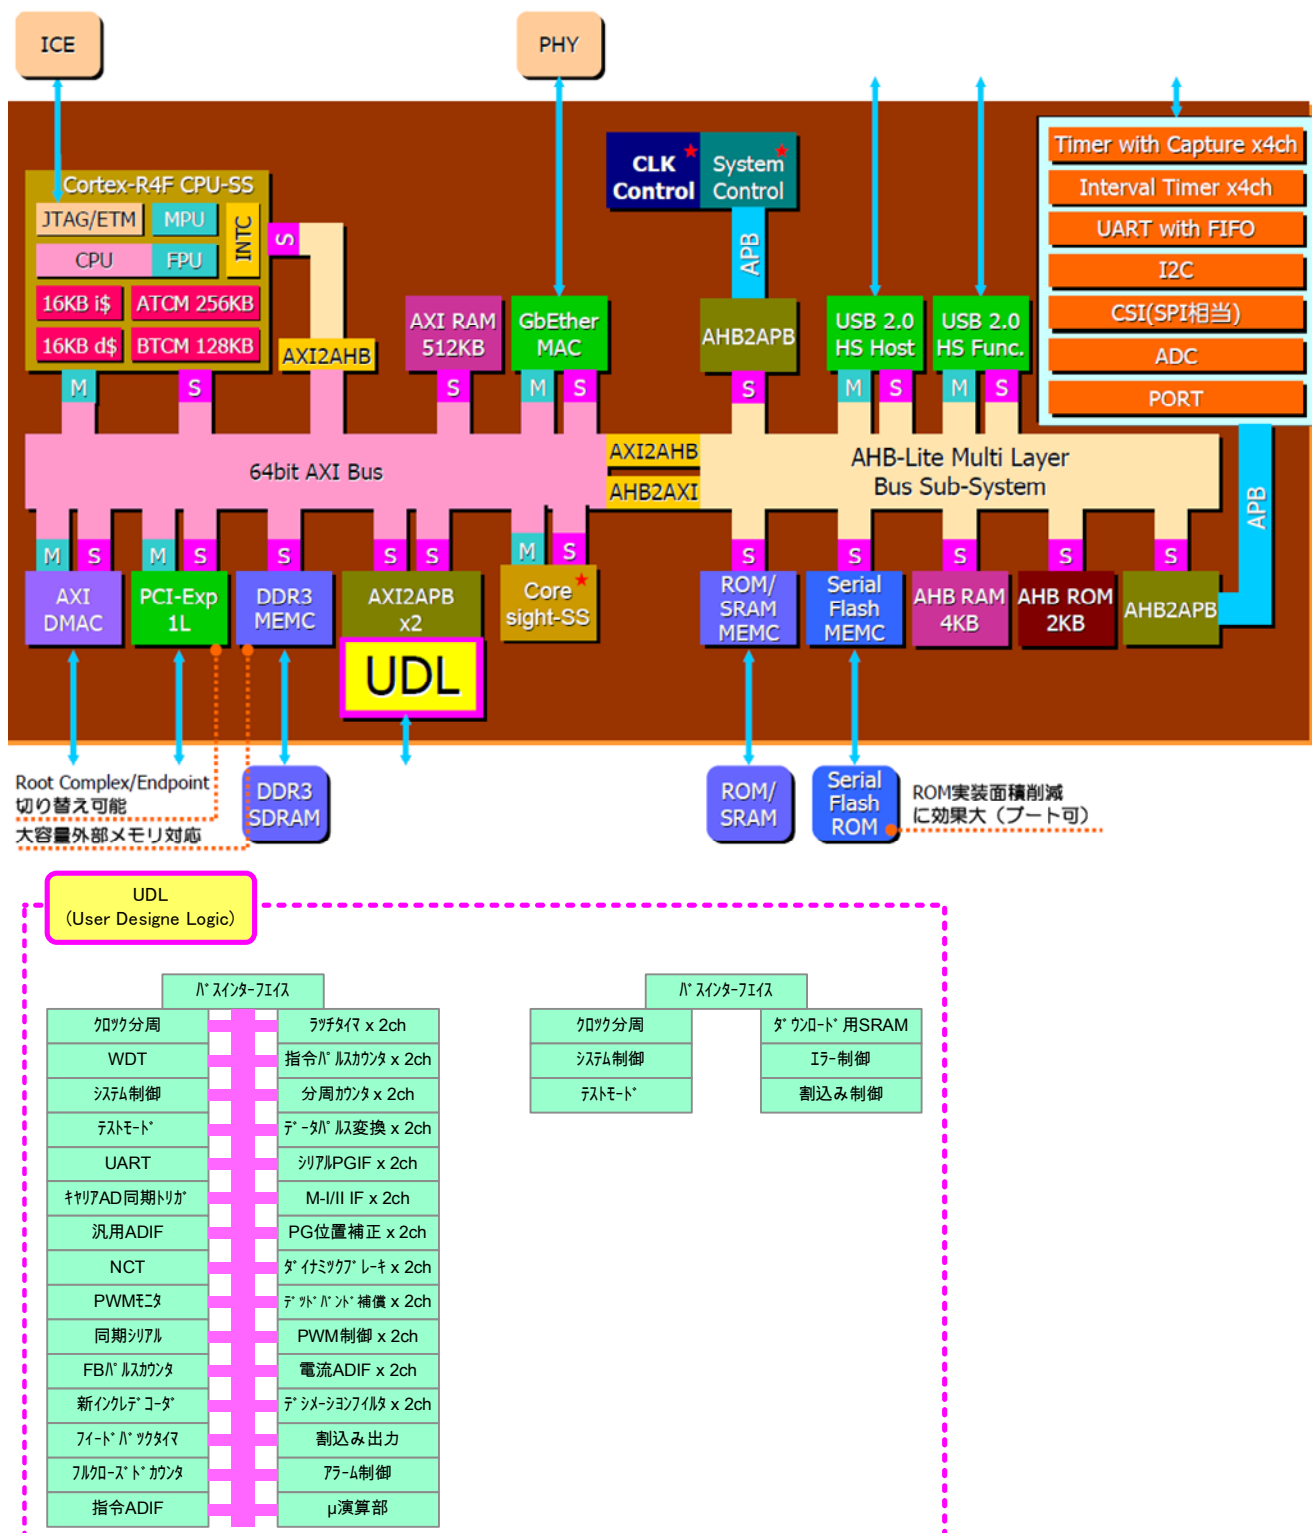 ICE
PHY
CLK
Control
System
Control
Timer with Capture x4ch
Interval Timer x4ch
UART with FIFO
I2C
CSI(SPI相当)
ADC
PORT
Cortex-R4F CPU-SS
JTAG/ETM
MPU
INTC
CPU
FPU
16KB i$
ATCM 256KB
16KB d$
BTCM 128KB
S
AXI2AHB
APB
AXI RAM
512KB
GbEther
MAC
AHB2APB
USB 2.0
HS Host
USB 2.0
HS Func.
M
S
S
M
S
S
M
S
M
S
64bit AXI Bus
AXI2AHB
AHB2AXI
AHB-Lite Multi Layer
Bus Sub-System
APB
M
S
M
S
S
S
S
M
S
S
S
S
S
S
AXI
DMAC
PCI-Exp
1L
DDR3
MEMC
AXI2APB
x2
Core
sight-SS
ROM/
SRAM
MEMC
Serial
Flash
MEMC
AHB RAM
4KB
AHB ROM
2KB
AHB2APB
UDL
Root Complex/Endpoint
切り替え可能
大容量外部メモリ対応
DDR3
SDRAM
ROM/
SRAM
Serial
Flash
ROM
ROM実装面積削減
に効果大（ブート可）
UDL
(User Designe Logic)
ﾊﾞｽｲﾝﾀｰﾌｪｲｽ
ｸﾛｯｸ分周
ﾗｯﾁﾀｲﾏ x 2ch
WDT
指令ﾊﾟﾙｽｶｳﾝﾀ x 2ch
ｼｽﾃﾑ制御
分周ｶｳﾝﾀ x 2ch
ﾃｽﾄﾓｰﾄﾞ
ﾃﾞｰﾀﾊﾟﾙｽ変換 x 2ch
UART
ｼﾘｱﾙPGIF x 2ch
ｷｬﾘｱAD同期ﾄﾘｶﾞ
M-I/II IF x 2ch
汎用ADIF
PG位置補正 x 2ch
NCT
ﾀﾞｲﾅﾐｯｸﾌﾞﾚｰｷ x 2ch
PWMﾓﾆﾀ
ﾃﾞｯﾄﾞﾊﾞﾝﾄﾞ補償 x 2ch
同期ｼﾘｱﾙ
PWM制御 x 2ch
FBﾊﾟﾙｽｶｳﾝﾀ
電流ADIF x 2ch
新ｲﾝｸﾚﾃﾞｺｰﾀﾞ
ﾃﾞｼﾒｰｼｮﾝﾌｨﾙﾀ x 2ch
ﾌｨｰﾄﾞﾊﾞｯｸﾀｲﾏ
割込み出力
ﾌﾙｸﾛｰｽﾞﾄﾞｶｳﾝﾀ
ｱﾗｰﾑ制御
指令ADIF
μ演算部
ﾊﾞｽｲﾝﾀｰﾌｪｲｽ
ｸﾛｯｸ分周
ﾀﾞｳﾝﾛｰﾄﾞ用SRAM
ｼｽﾃﾑ制御
ｴﾗｰ制御
ﾃｽﾄﾓｰﾄﾞ
割込み制御